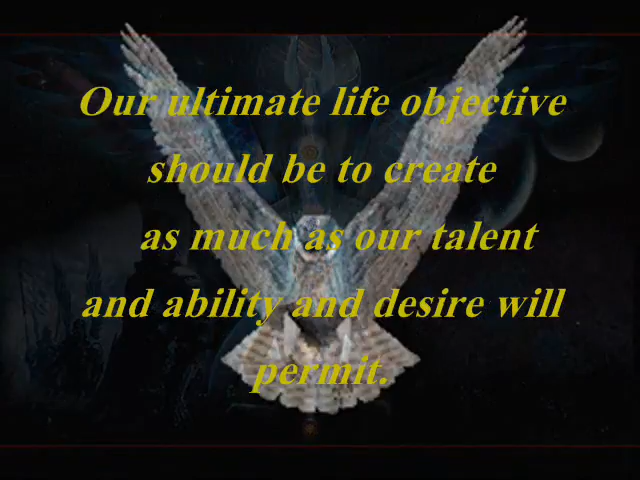 Our ultimate life objective
should be to create
as much as our talent
and ability and desire will
permit.